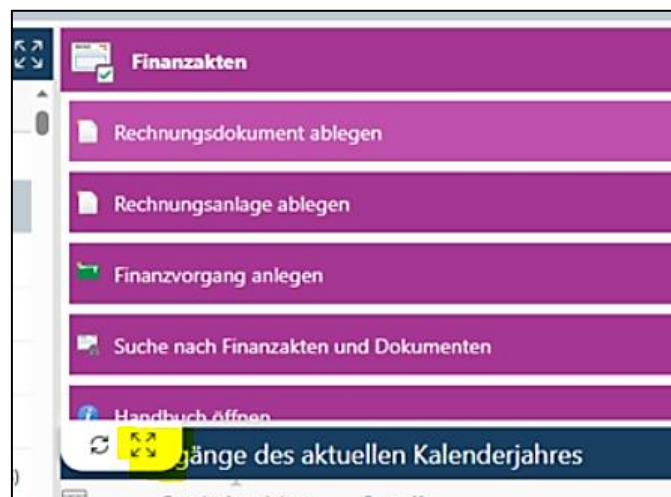 Finanzakten
Rechnungsdokument ablegen
Rechnungsanlage ablegen
Finanzvorgang anlegen
Suche nach Finanzakten und Dokumenten
Handbuch öffnen
gänge des aktuellen Kalenderjahres
)